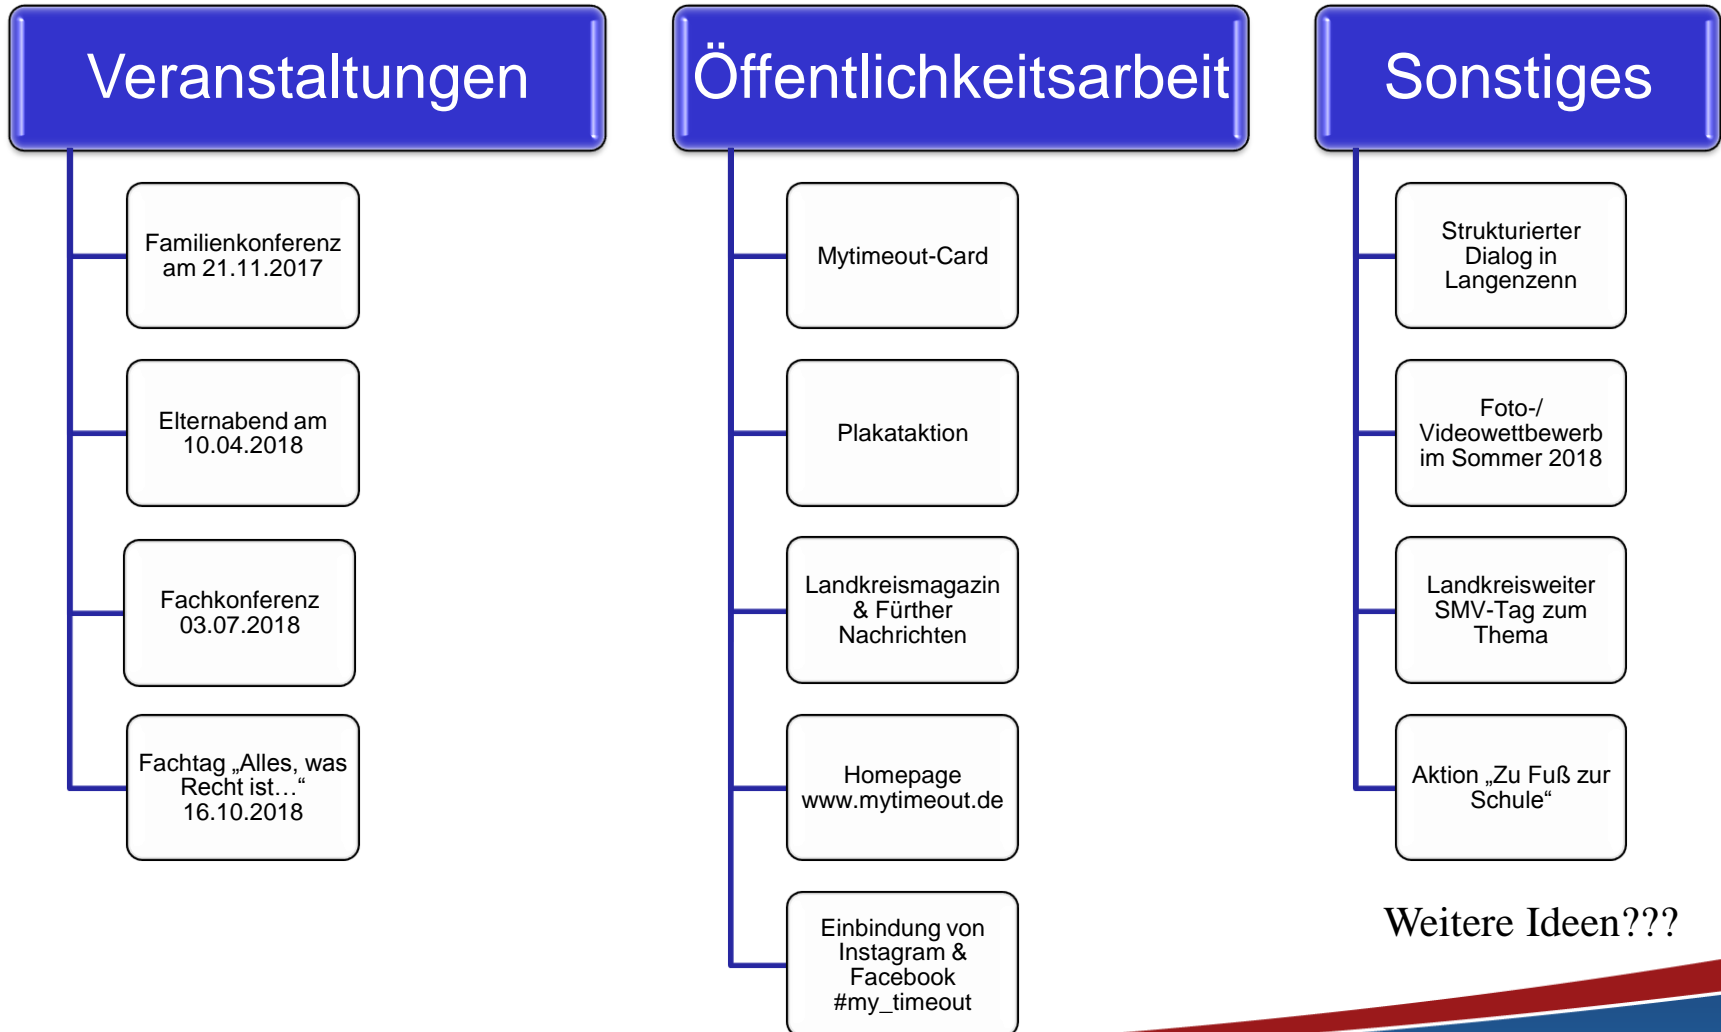 Veranstaltungen
Familienkonferenz
am 21.11.2017
Elternabend am
10.04.2018
Fachkonferenz
03.07.2018
Fachtag „Alles, was
Recht ist…“
16.10.2018
Öffentlichkeitsarbeit
Mytimeout-Card
Plakataktion
Landkreismagazin
& Fürther
Nachrichten
Homepage
www.mytimeout.de
Einbindung von
Instagram &
Facebook
#my_timeout
Sonstiges
Strukturierter
Dialog in
Langenzenn
Foto-/
Videowettbewerb
im Sommer 2018
Landkreisweiter
SMV-Tag zum
Thema
Aktion „Zu Fuß zur
Schule“
Weitere Ideen???